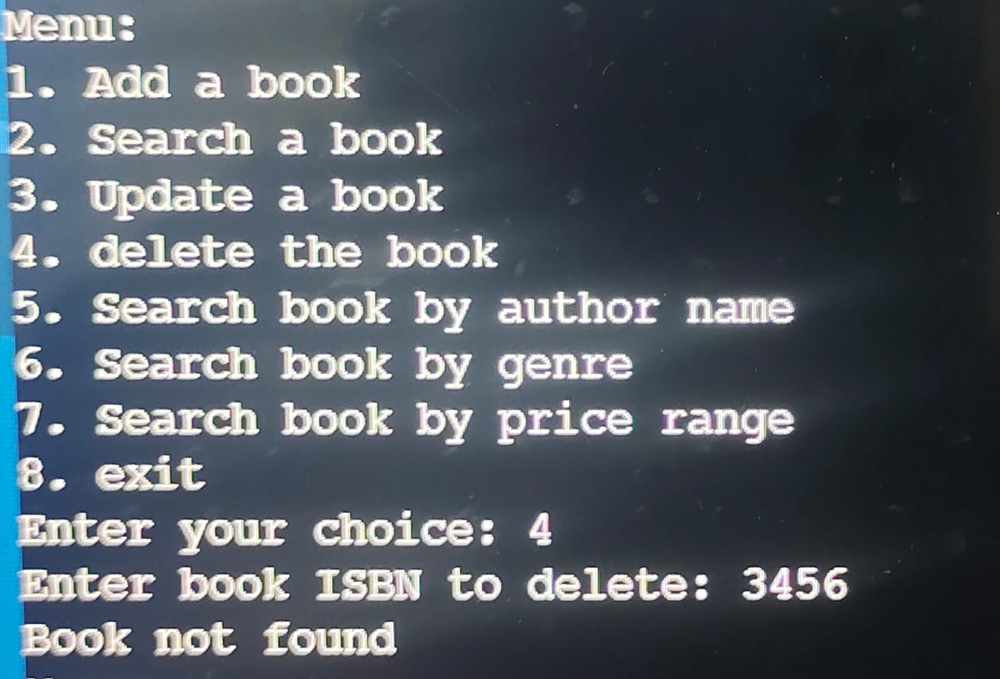 Menu:
1. Add a book
2. Search a book
3. Update a book
4. delete the book
5. Search book by author name
6. Search book by genre
7. Search book by price range
8. exit
Enter your choice: 4
Enter book ISBN to delete: 3456
Book not found